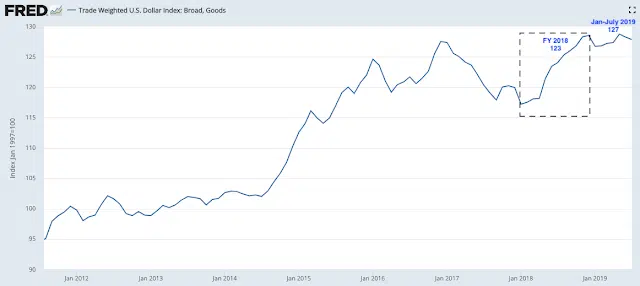 FRED — Trade Weighted U.S. Dollar Index: Broad, Goods
Jan-July 2019
127
FY 2018
123
130
125
120
115
110
105
100
95
90
Index Jan 1997=100
Jan 2012 Jan 2013 Jan 2014 Jan 2015 Jan 2016 Jan 2017 Jan 2018 Jan 2019